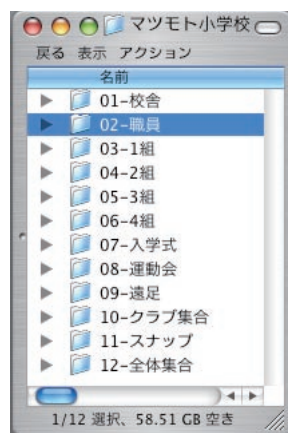 マツモト小学校
戻る 表示 アクション
名前
01-校舎
02-職員
03-1組
04-2組
05-3組
06-4組
07-入学式
08-運動会
09-遠足
10-クラブ集合
11-スナップ
12-全体集合
1/12 選択、58.51 GB 空き